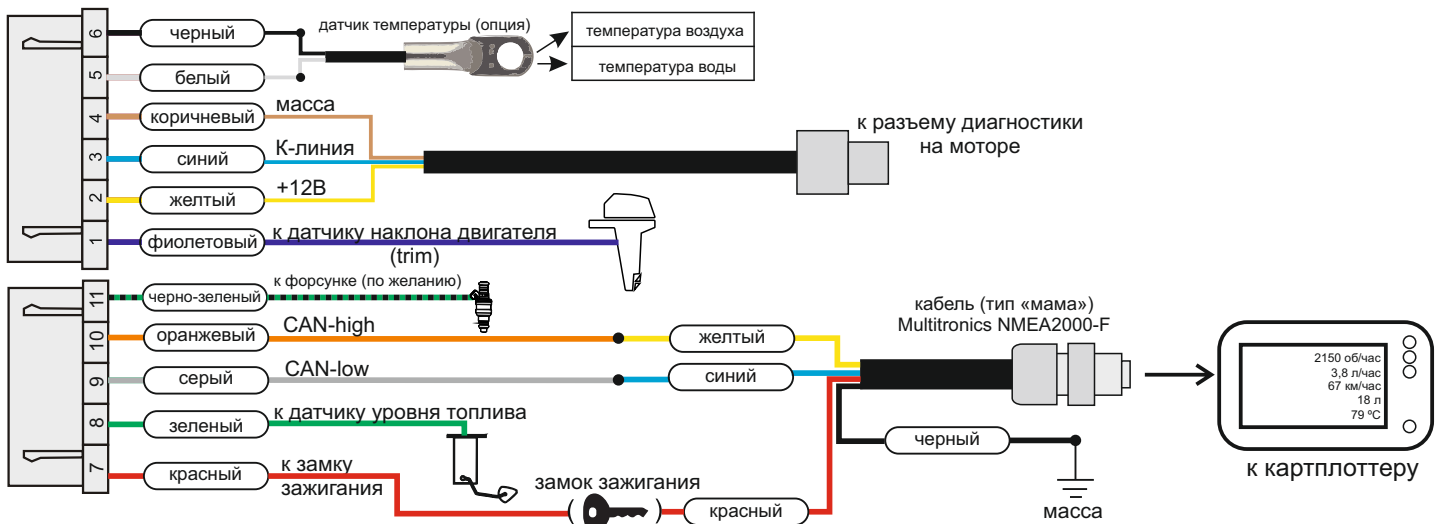 6
черный
датчик температуры (опция)
температура воздуха
температура воды
5
белый
4
коричневый
масса
3
синий
К-линия
2
желтый
+12В
к разъему диагностики
на моторе
1
фиолетовый
к датчику наклона двигателя
(trim)
11
черно-зеленый
к форсунке (по желанию)
10
оранжевый
CAN-high
желтый
кабель (тип «мама»)
Multitronics NMEA2000-F
9
серый
CAN-low
синий
2150 об/час
3,8 л/час
67 км/час
18 л
79 ºC
8
зеленый
к датчику уровня топлива
черный
масса
к картплоттеру
7
красный
к замку
зажигания
замок зажигания
красный